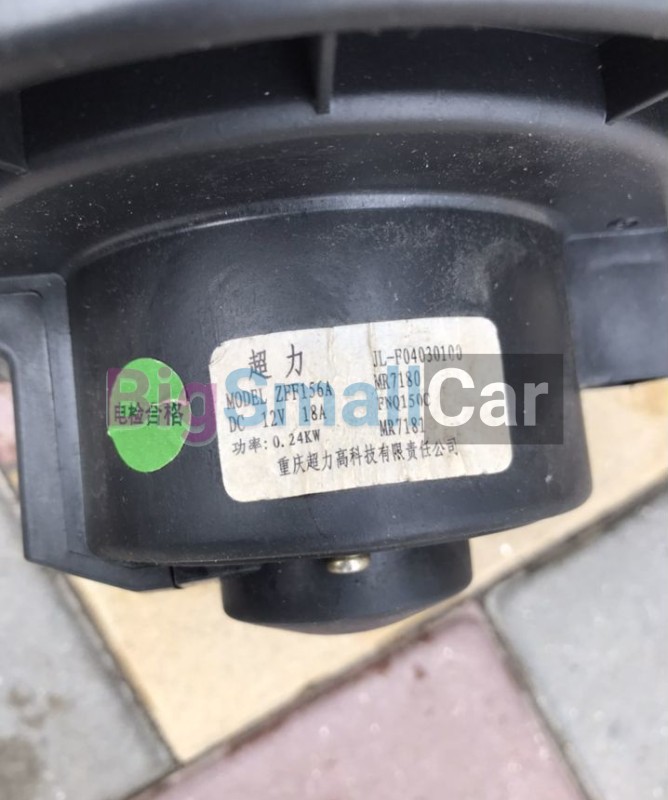 超力
JL-F04030100
MODEL ZFF156A
MR7180
DC 12V 18A
FNQ150C
功率:0.24KW
MR7181
重庆超力高科技有限责任公司
电检合格
BigSmallCar